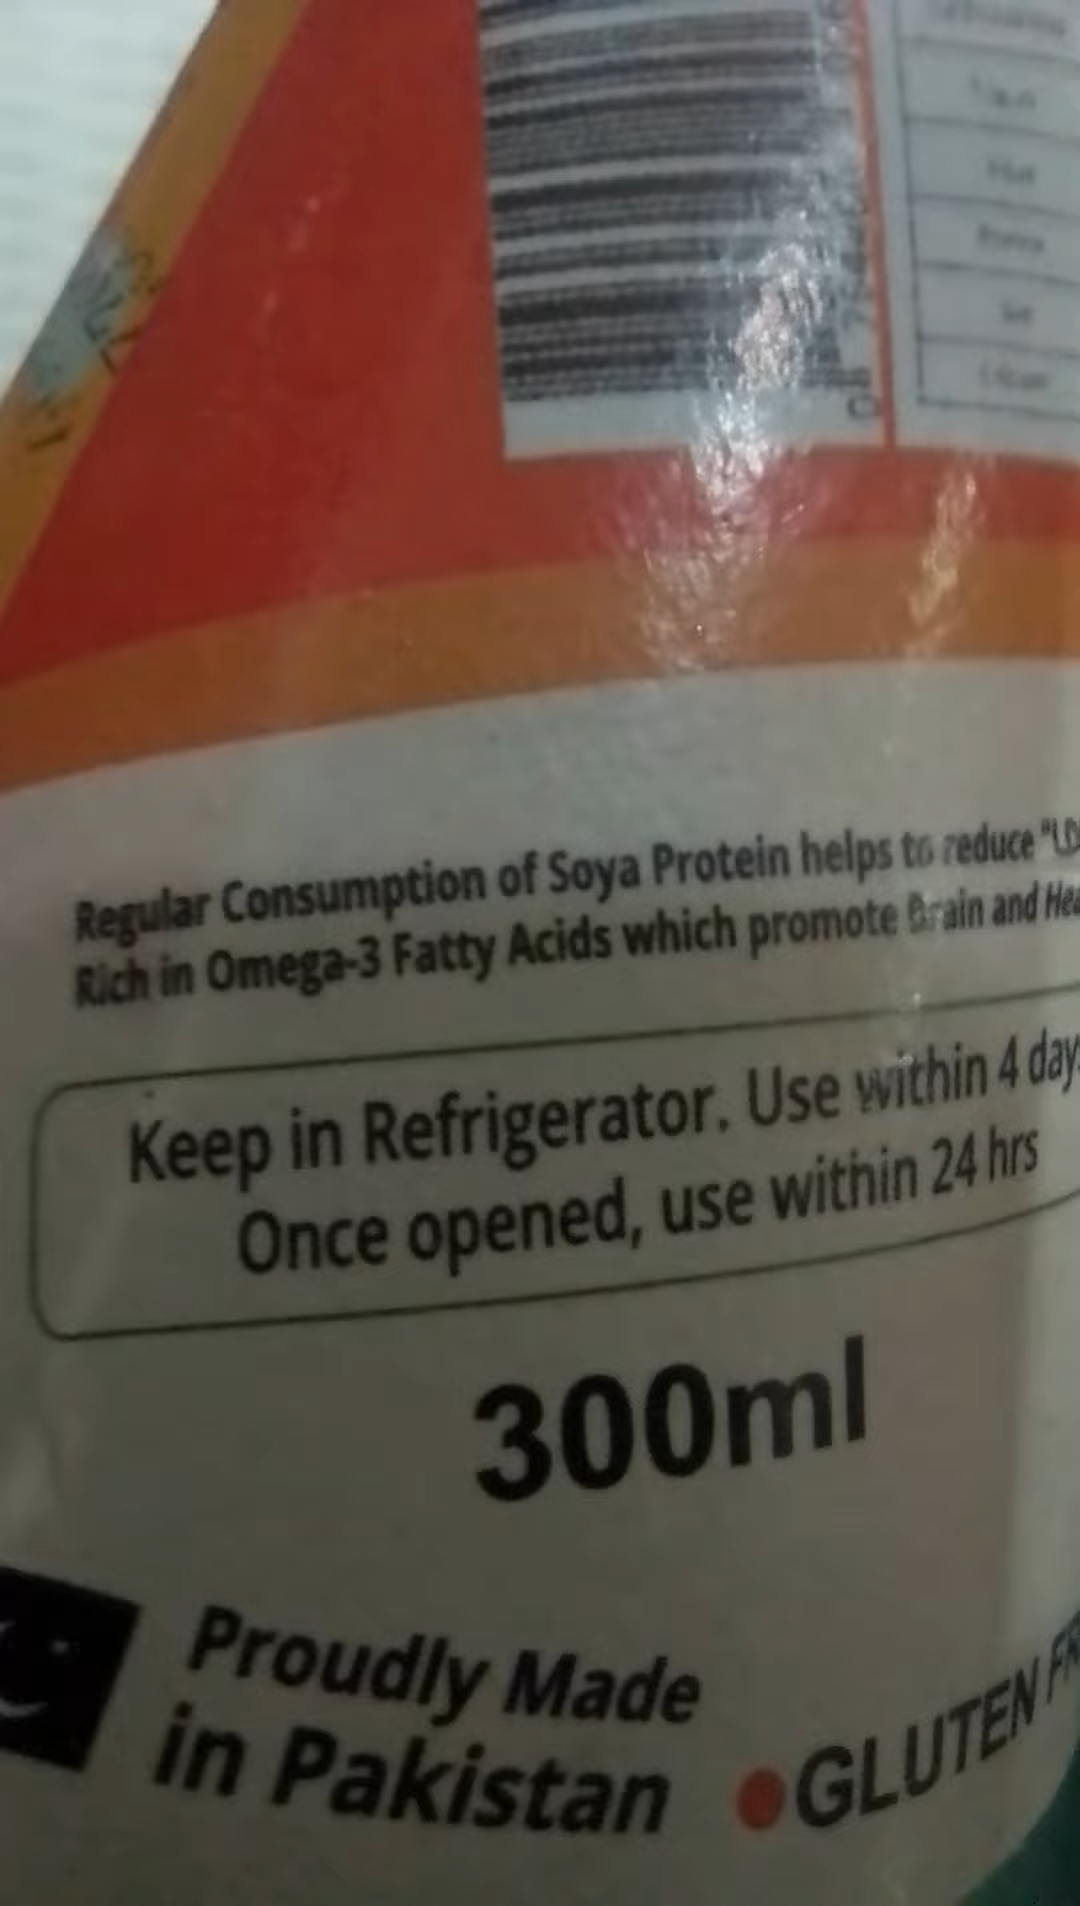 Regular Consumption of Soya Protein helps to reduce "LD
Rich in Omega-3 Fatty Acids which promote Brain and Hea
Keep in Refrigerator. Use within 4 day
Once opened, use within 24 hrs
300ml
Proudly Made
in Pakistan
GLUTEN FR